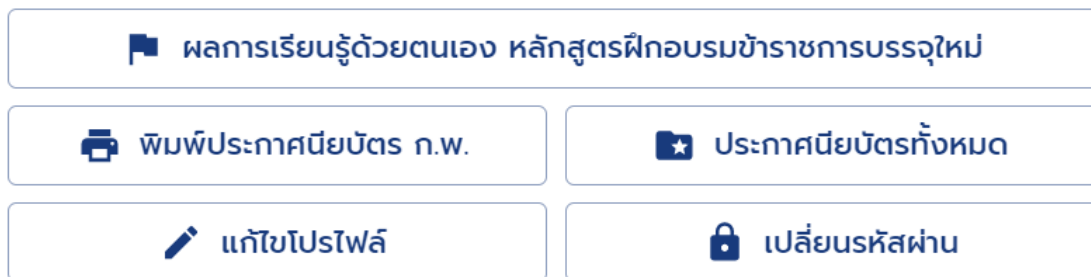 ผลการเรียนรู้ด้วยตนเอง หลักสูตรฝึกอบรมข้าราชการบรรจุใหม่
พิมพ์ประกาศนียบัตร ก.พ.
ประกาศนียบัตรทั้งหมด
แก้ไขโปรไฟล์
เปลี่ยนรหัสผ่าน